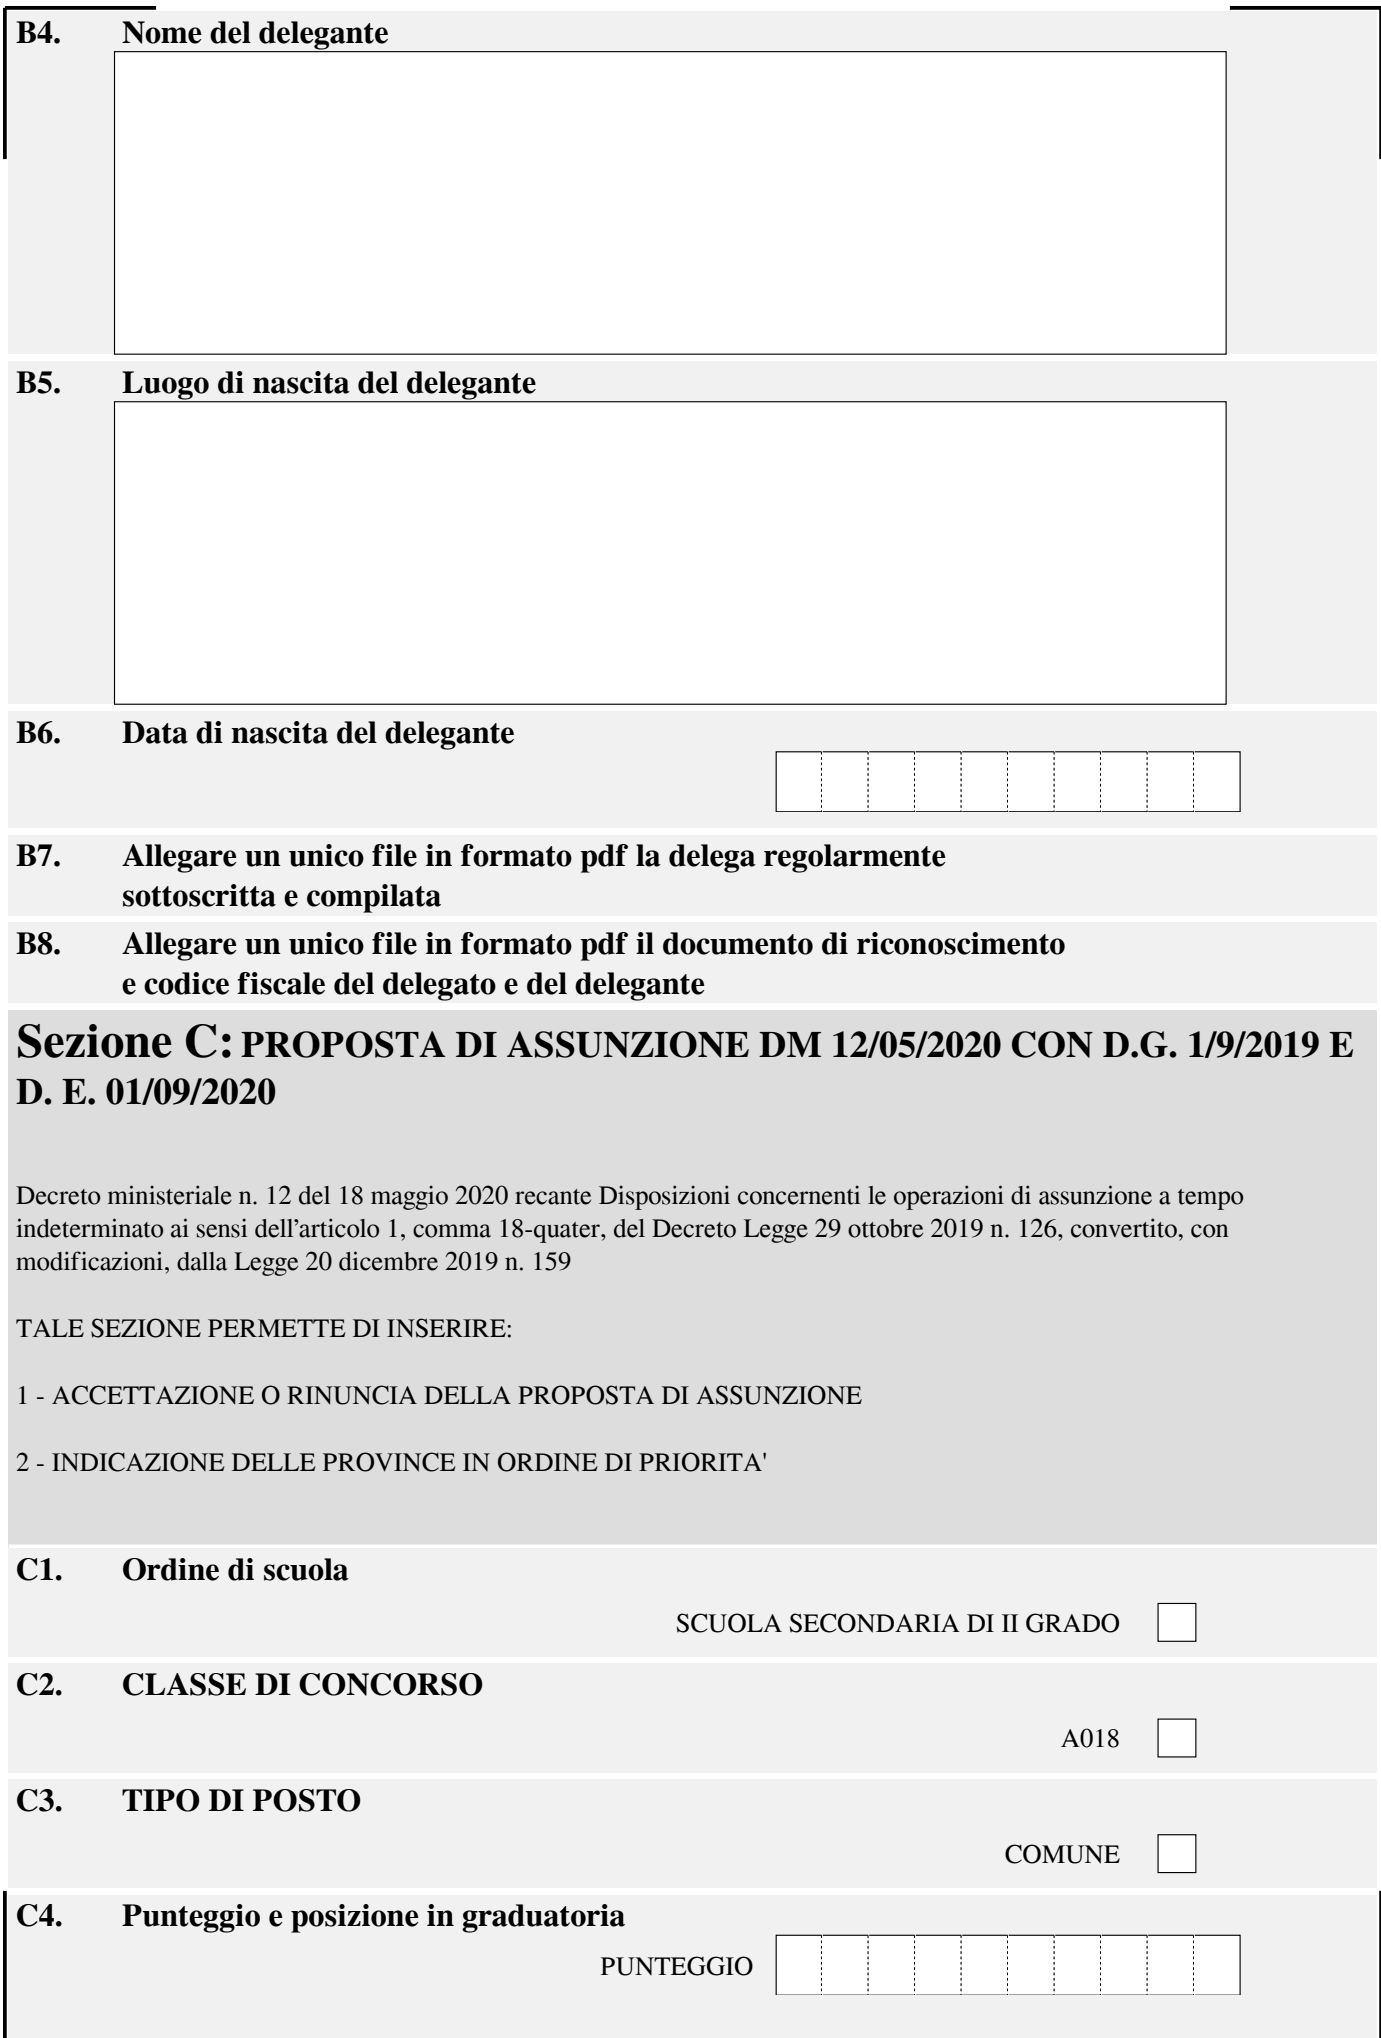 B4. Nome del delegante
B5. Luogo di nascita del delegante
B6. Data di nascita del delegante
B7. Allegare un unico file in formato pdf la delega regolarmente
sottoscritta e compilata
B8. Allegare un unico file in formato pdf il documento di riconoscimento
e codice fiscale del delegato e del delegante
Sezione C: PROPOSTA DI ASSUNZIONE DM 12/05/2020 CON D.G. 1/9/2019 E
D. E. 01/09/2020
Decreto ministeriale n. 12 del 18 maggio 2020 recante Disposizioni concernenti le operazioni di assunzione a tempo
indeterminato ai sensi dell'articolo 1, comma 18-quater, del Decreto Legge 29 ottobre 2019 n. 126, convertito, con
modificazioni, dalla Legge 20 dicembre 2019 n. 159
TALE SEZIONE PERMETTE DI INSERIRE:
1 - ACCETTAZIONE O RINUNCIA DELLA PROPOSTA DI ASSUNZIONE
2 - INDICAZIONE DELLE PROVINCE IN ORDINE DI PRIORITA'
C1. Ordine di scuola
SCUOLA SECONDARIA DI II GRADO
C2. CLASSE DI CONCORSO
A018
C3. TIPO DI POSTO
COMUNE
C4. Punteggio e posizione in graduatoria
PUNTEGGIO